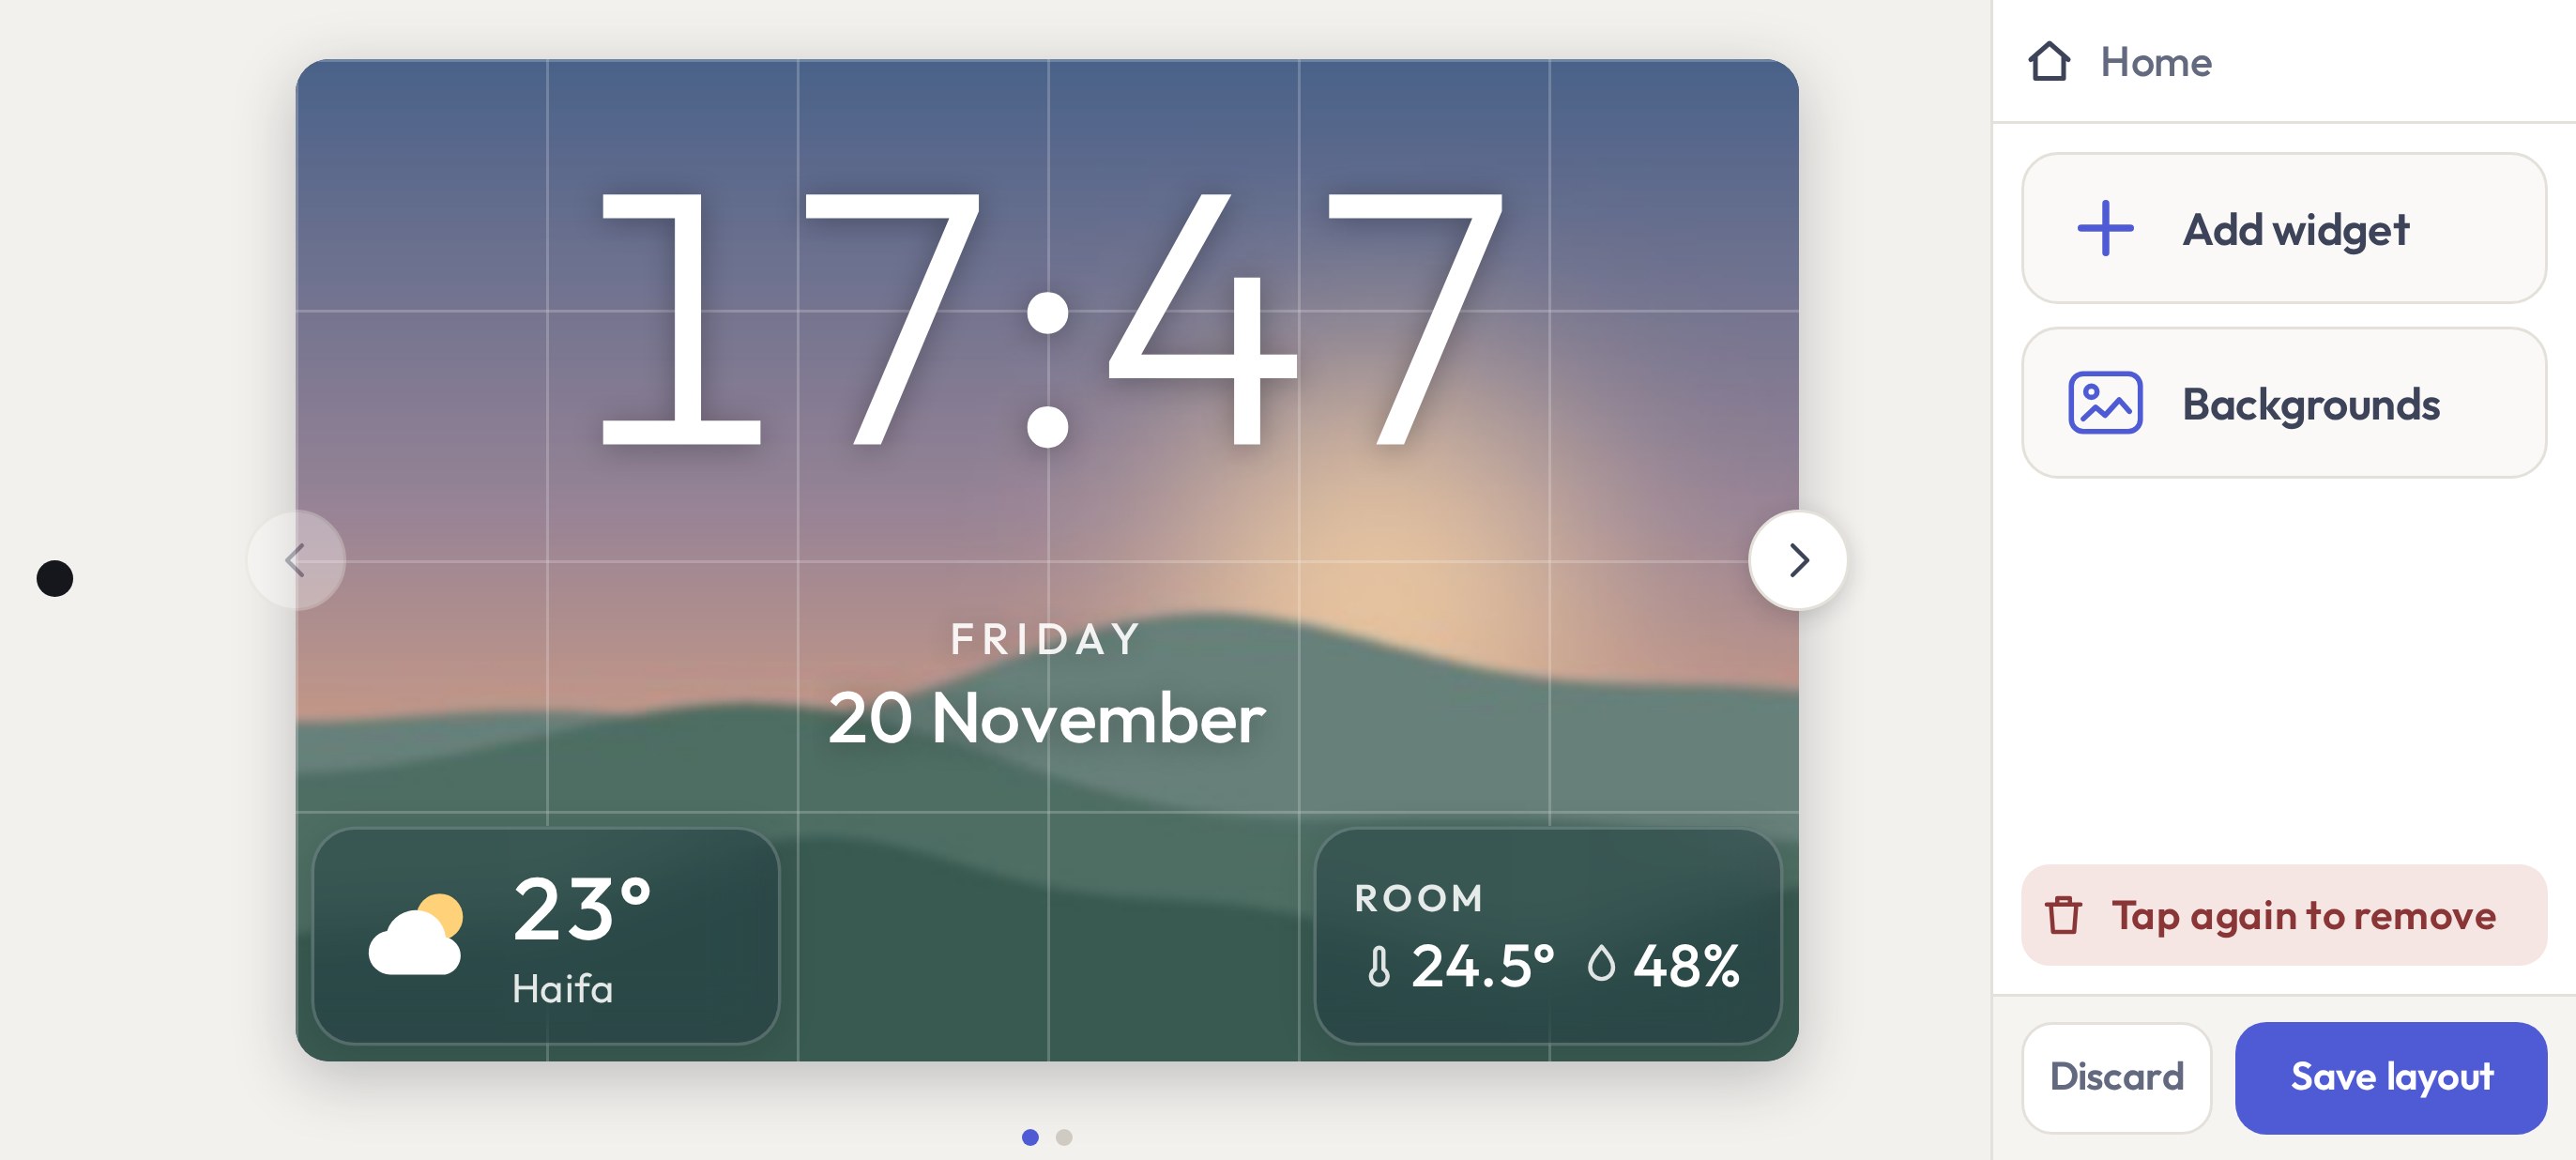 Home
17:47
Add widget
Backgrounds
FRIDAY
20 November
23°
Haifa
ROOM
24.5° 48%
Tap again to remove
Discard
Save layout